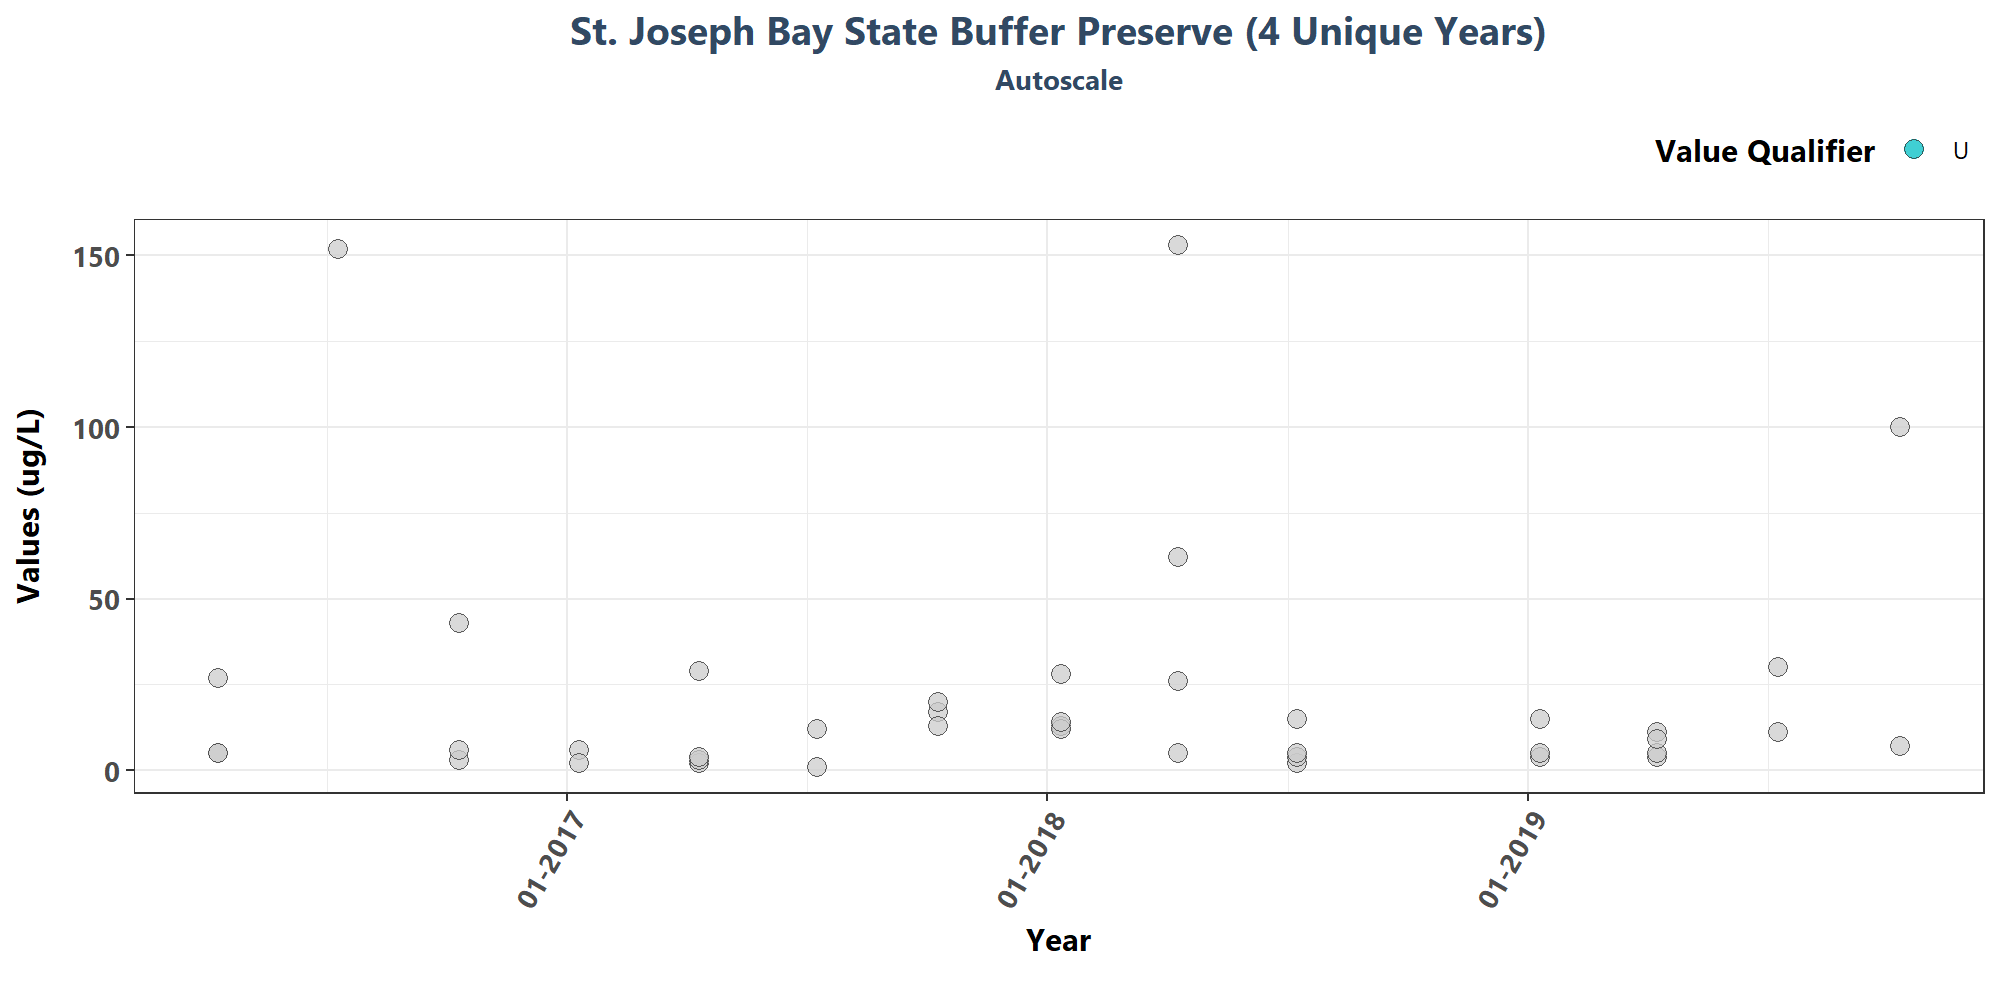 St. Joseph Bay State Buffer Preserve (4 Unique Years)
Autoscale
Value Qualifier U
Values (ug/L)
150
100
50
0
01-2017
01-2018
01-2019
Year